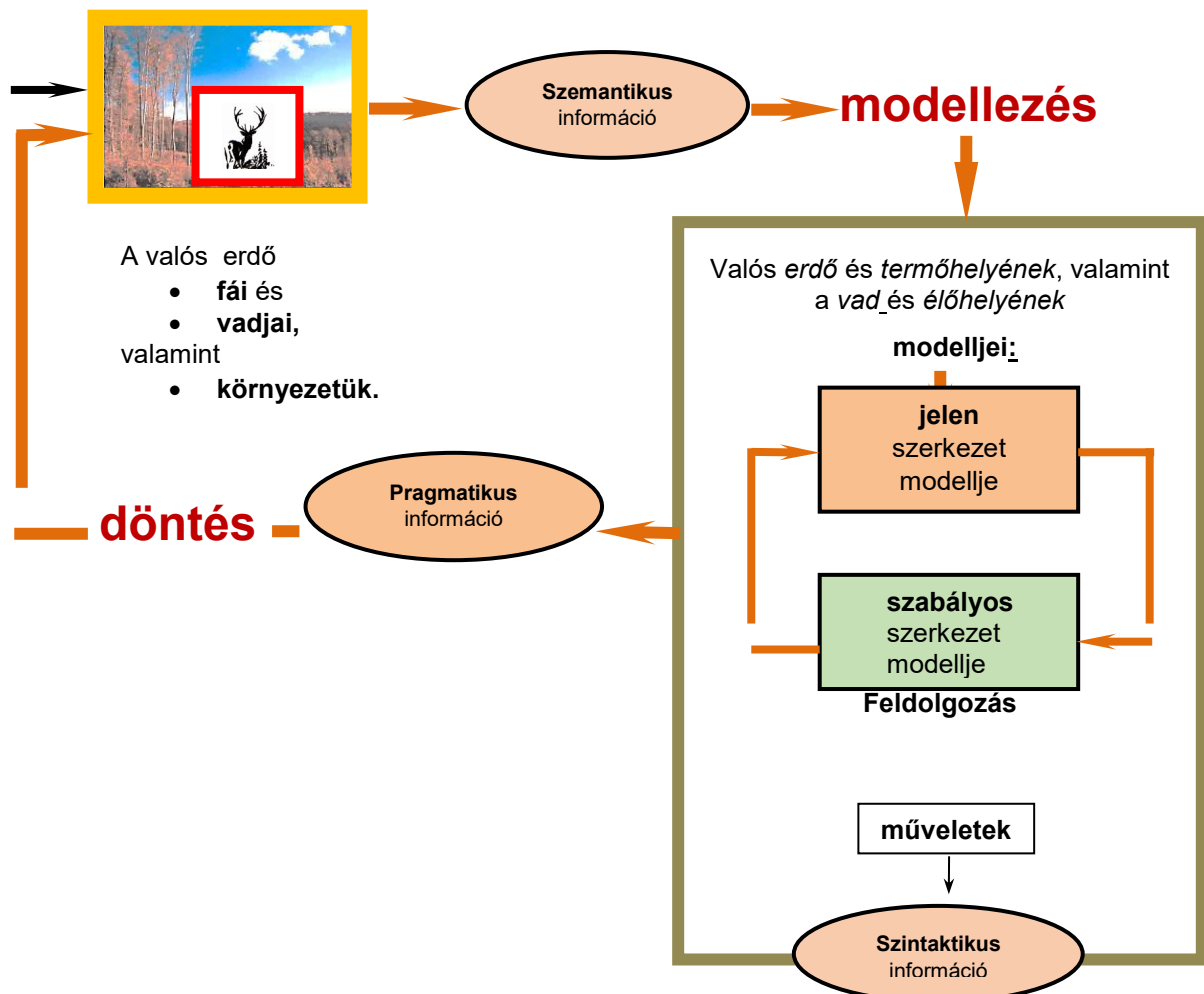 Szemantikus
információ
modellezés
A valós erdő
• fái és
• vadjai,
valamint
• környezetük.
Valós erdő és termőhelyének, valamint
a vad és élőhelyének
modelljei:
jelen
szerkezet
modellje
Pragmatikus
információ
döntés
szabályos
szerkezet
modellje
Feldolgozás
műveletek
Szintaktikus
információ